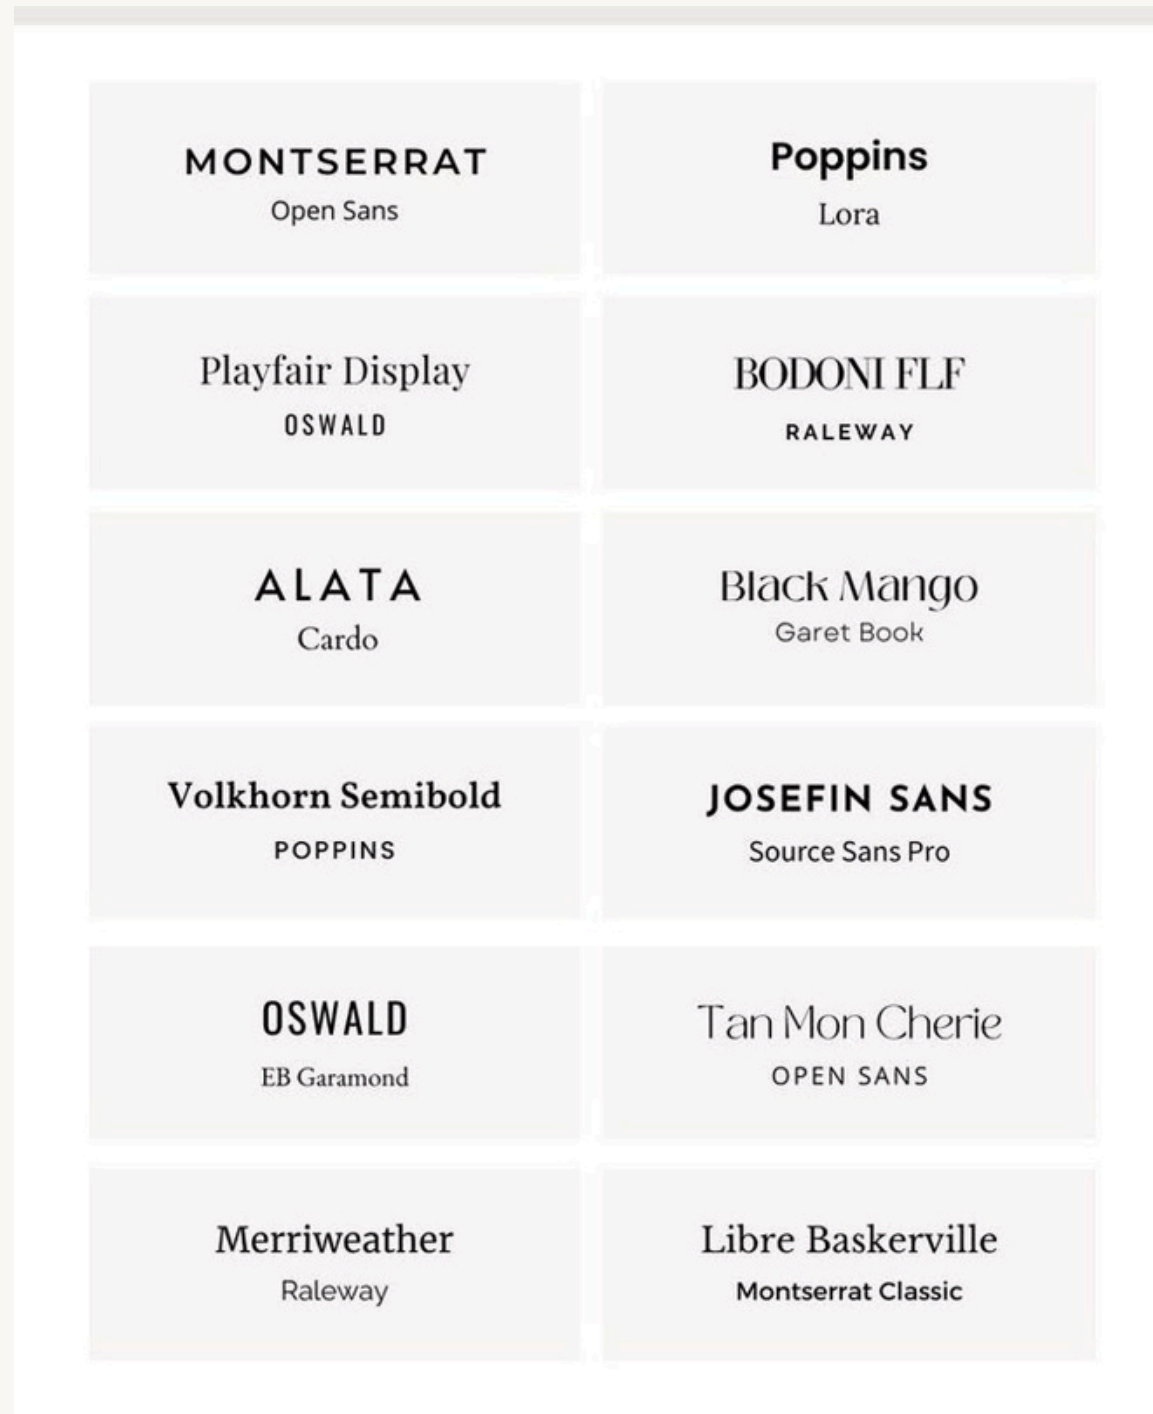 MONTSERRAT
Open Sans
Poppins
Lora
Playfair Display
OSWALD
BODONI FLF
RALEWAY
ALATA
Cardo
Black Mango
Garet Book
Volkhorn Semibold
POPPINS
JOSEFIN SANS
Source Sans Pro
OSWALD
EB Garamond
Tan Mon Cherie
OPEN SANS
Merriweather
Raleway
Libre Baskerville
Montserrat Classic